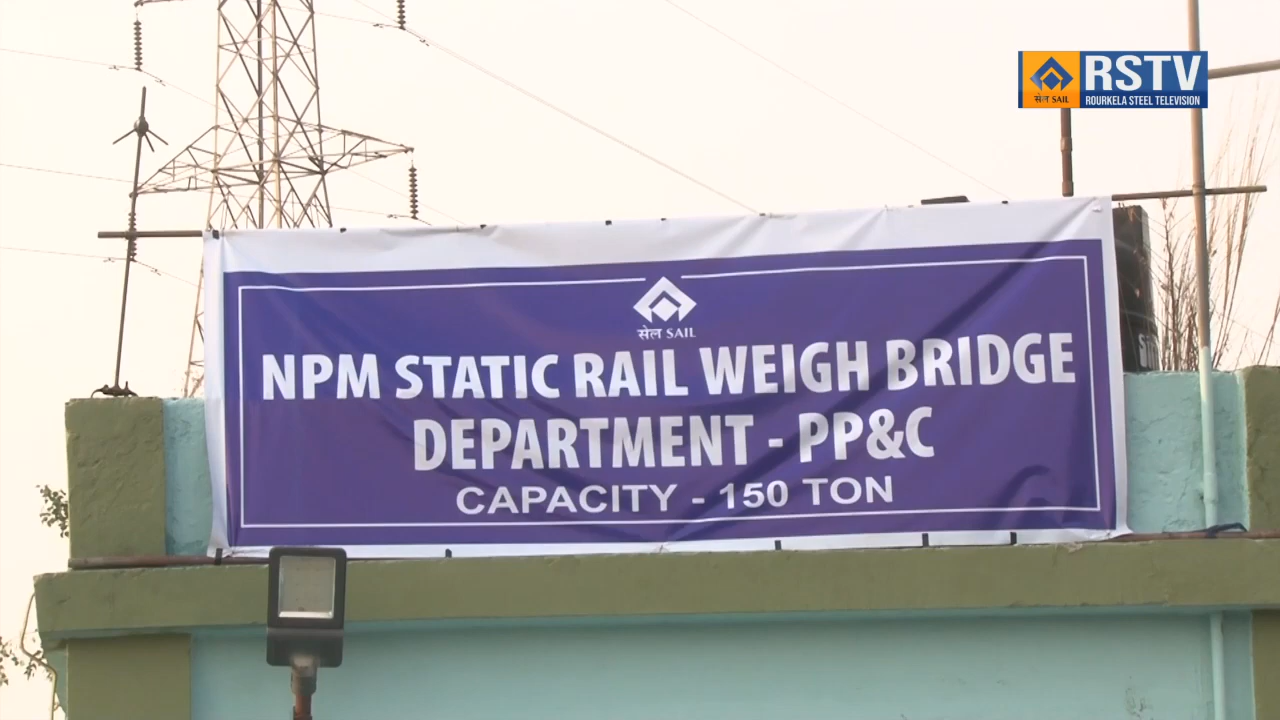 सेल SAIL
RSTV
ROURKELA STEEL TELEVISION
सेल SAIL
NPM STATIC RAIL WEIGH BRIDGE
DEPARTMENT - PP&C
CAPACITY - 150 TON